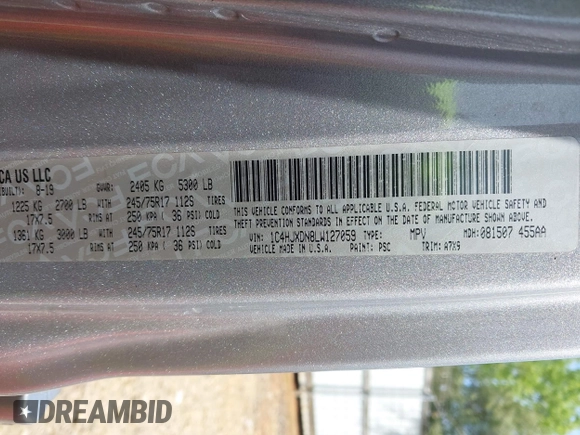 CA US LLC
8-19 GVWR: 2405 KG 5300 LB
1225 KG 2700 LB 245/75R17 112S TIRES
17X7.5 RIMS AT 250 KPA ( 36 PSI) COLD
1361 KG 3000 LB 245/75R17 112S TIRES
17X7.5 RIMS AT 250 KPA ( 36 PSI) COLD
THIS VEHICLE CONFORMS TO ALL APPLICABLE U.S.A. FEDERAL MOTOR VEHICLE SAFETY AND
THEFT PREVENTION STANDARDS IN EFFECT ON THE DATE OF MANUFACTURE SHOWN ABOVE.
VIN: 1C4HJXDN8LW127059 TYPE: MPV MDH: 081507 455AA
VEHICLE MADE IN U.S.A. PAINT: PSC TRIM: A7X9
DREAMBID